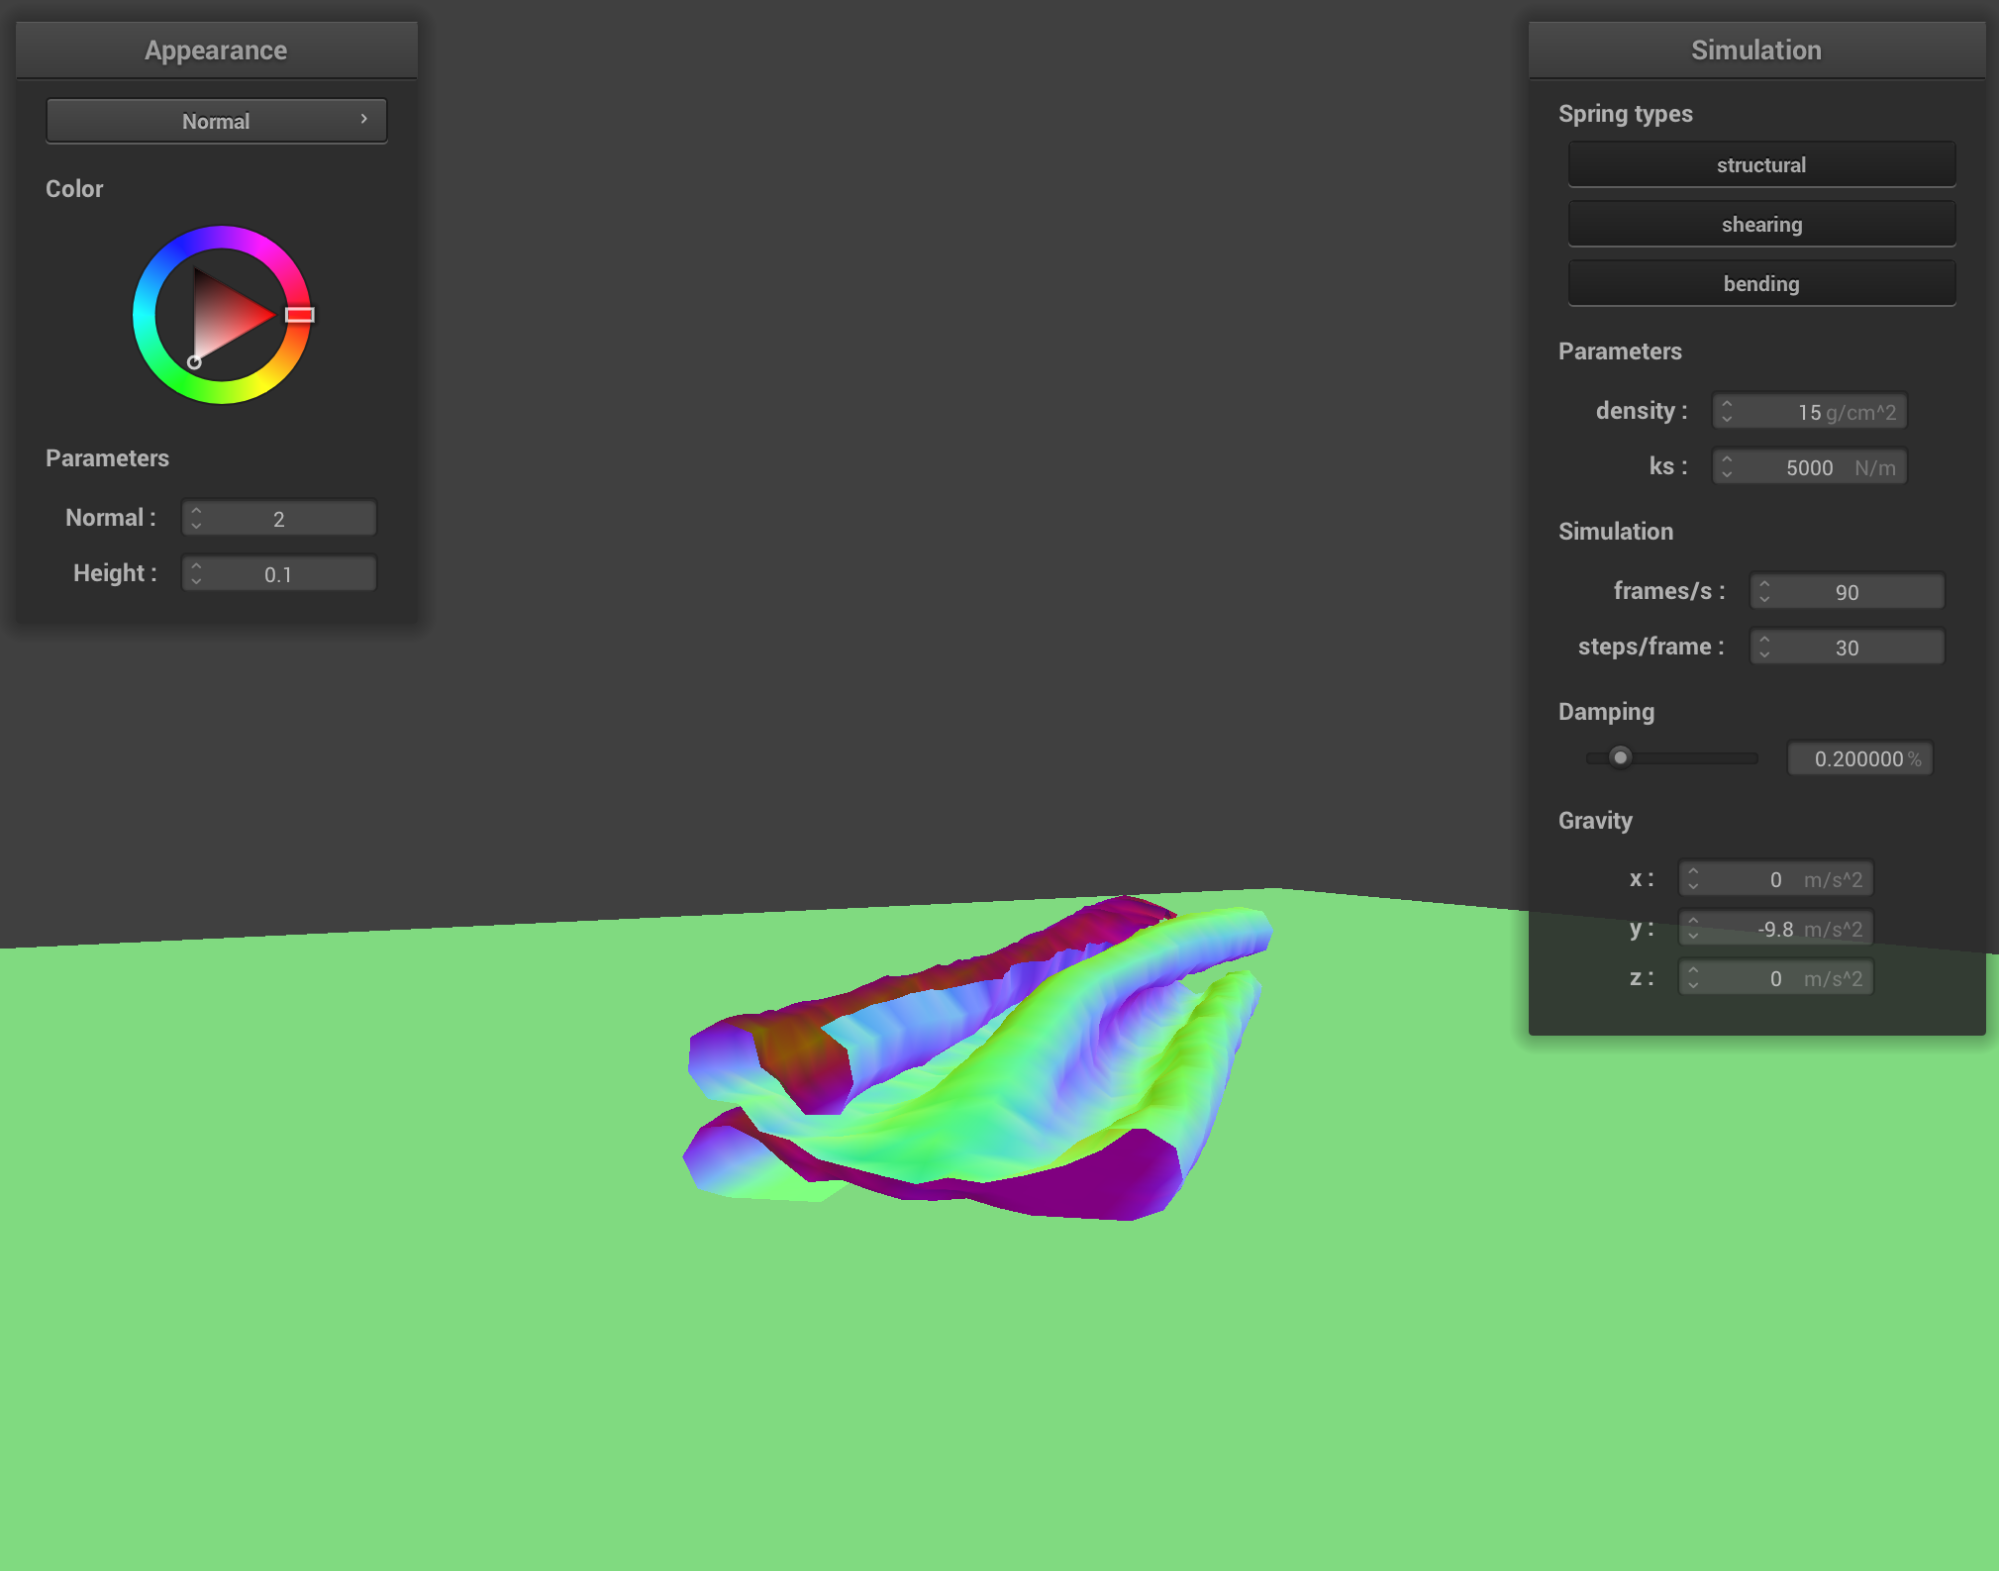 Appearance
Normal
Color
Parameters
Normal : 2
Height : 0.1
Simulation
Spring types
structural
shearing
bending
Parameters
density : 15 g/cm^2
ks : 5000 N/m
Simulation
frames/s : 90
steps/frame : 30
Damping
0.200000 %
Gravity
x : 0 m/s^2
y : -9.8 m/s^2
z : 0 m/s^2